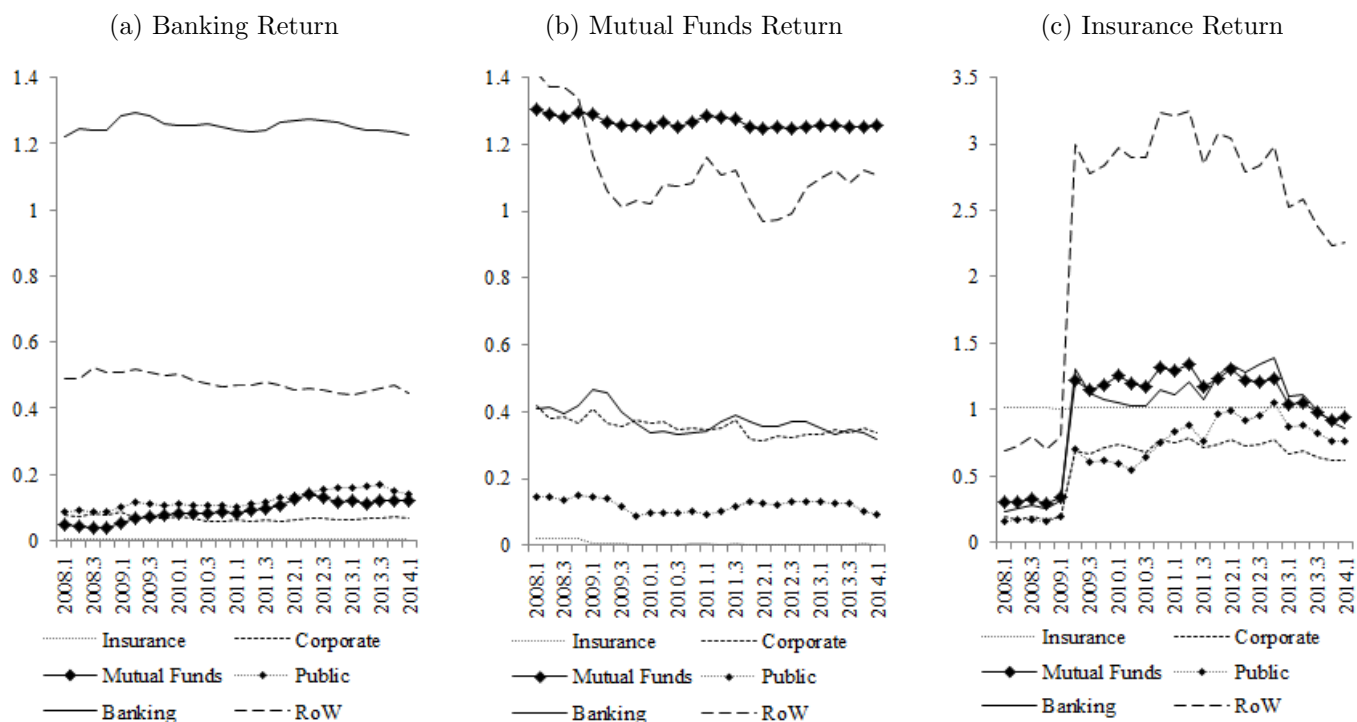 (a) Banking Return
1.4
1.2
1
0.8
0.6
0.4
0.2
0
2008.1 2008.3 2009.1 2009.3 2010.1 2010.3 2011.1 2011.3 2012.1 2012.3 2013.1 2013.3 2014.1
Insurance Corporate
Mutual Funds Public
Banking RoW
(b) Mutual Funds Return
1.4
1.2
1
0.8
0.6
0.4
0.2
0
2008.1 2008.3 2009.1 2009.3 2010.1 2010.3 2011.1 2011.3 2012.1 2012.3 2013.1 2013.3 2014.1
Insurance Corporate
Mutual Funds Public
Banking RoW
(c) Insurance Return
3.5
3
2.5
2
1.5
1
0.5
0
2008.1 2008.3 2009.1 2009.3 2010.1 2010.3 2011.1 2011.3 2012.1 2012.3 2013.1 2013.3 2014.1
Insurance Corporate
Mutual Funds Public
Banking RoW